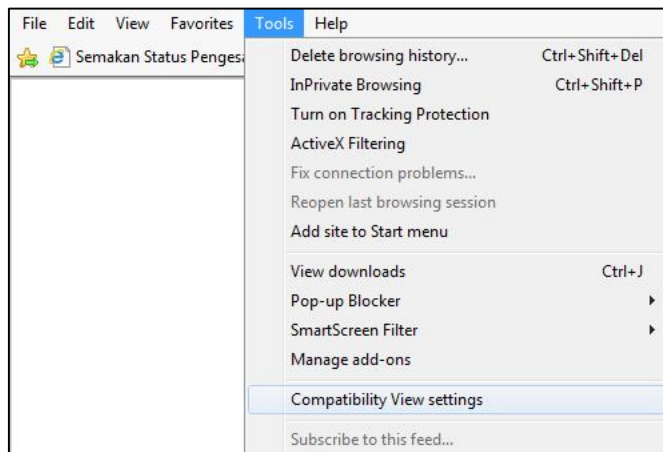 File Edit View Favorites Tools Help
Semakan Status
Delete browsing history... Ctrl+Shift+Del
InPrivate Browsing Ctrl+Shift+P
Turn on Tracking Protection
ActiveX Filtering
Fix connection problems...
Reopen last browsing session
Add site to Start menu
View downloads Ctrl+J
Pop-up Blocker
SmartScreen Filter
Manage add-ons
Compatibility View settings
Subscribe to this feed...